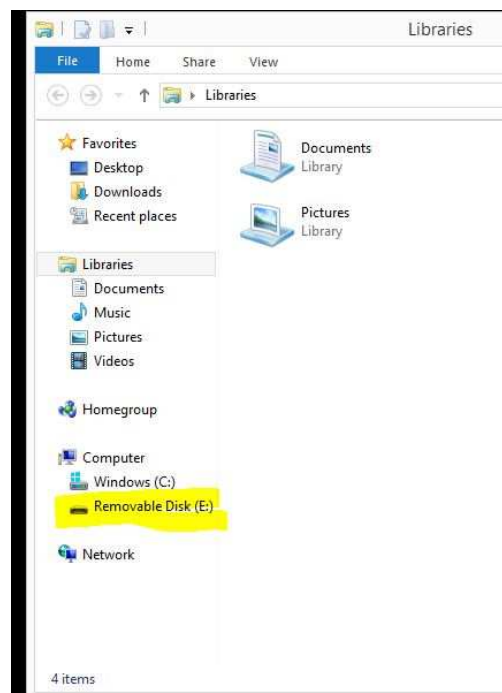 Libraries
File Home Share View
Libraries
Favorites
Desktop
Downloads
Recent places
Libraries
Documents
Music
Pictures
Videos
Homegroup
Computer
Windows (C:)
Removable Disk (E:)
Network
4 items
Documents
Library
Pictures
Library